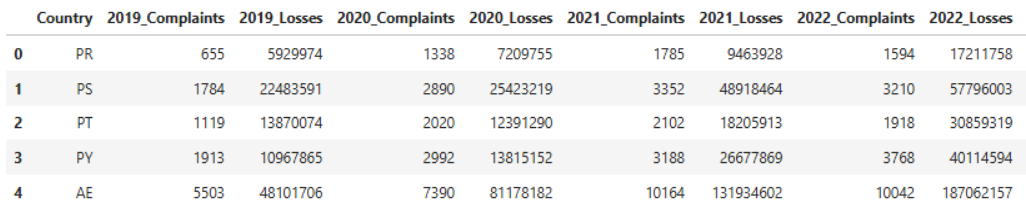 Country 2019_Complaints 2019_Losses 2020_Complaints 2020_Losses 2021_Complaints 2021_Losses 2022_Complaints 2022_Losses
0 PR 655 5929974 1338 7209755 1785 9463928 1594 17211758
1 PS 1784 22483591 2890 25423219 3352 48918464 3210 57796003
2 PT 1119 13870074 2020 12391290 2102 18205913 1918 30859319
3 PY 1913 10967865 2992 13815152 3188 26677869 3768 40114594
4 AE 5503 48101706 7390 81178182 10164 131934602 10042 187062157